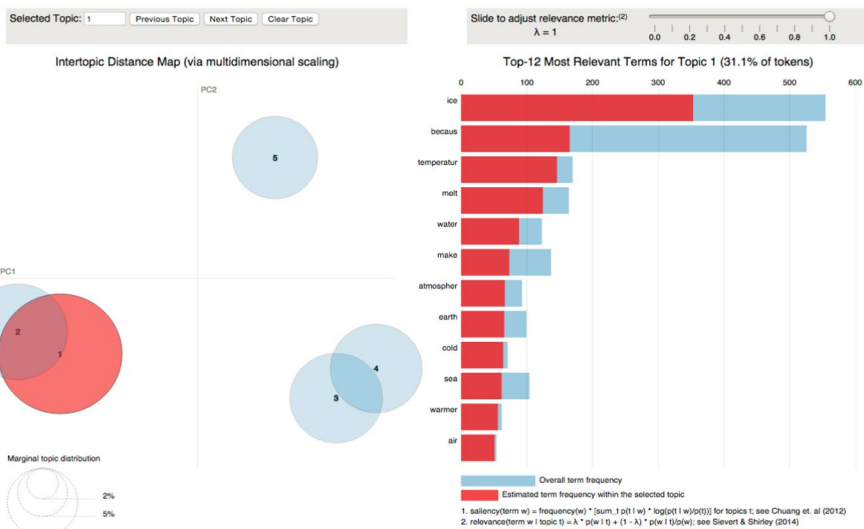 Selected Topic: 1 Previous Topic Next Topic Clear Topic
Slide to adjust relevance metric:(2)
λ = 1
0.0 0.2 0.4 0.6 0.8 1.0
Intertopic Distance Map (via multidimensional scaling)
PC2
PC1
5
2
1
4
3
Marginal topic distribution
2%
5%
Top-12 Most Relevant Terms for Topic 1 (31.1% of tokens)
0 100 200 300 400 500 600
ice
becaus
temperatur
melt
water
make
atmospher
earth
cold
sea
warmer
air
Overall term frequency
Estimated term frequency within the selected topic
1. saliency(term w) = frequency(w) * [sum_t p(t | w) * log(p(t | w)/p(t))] for topics t; see Chuang et. al (2012)
2. relevance(term w | topic t) = λ * p(w | t) + (1 - λ) * p(w | t)/p(w); see Sievert & Shirley (2014)